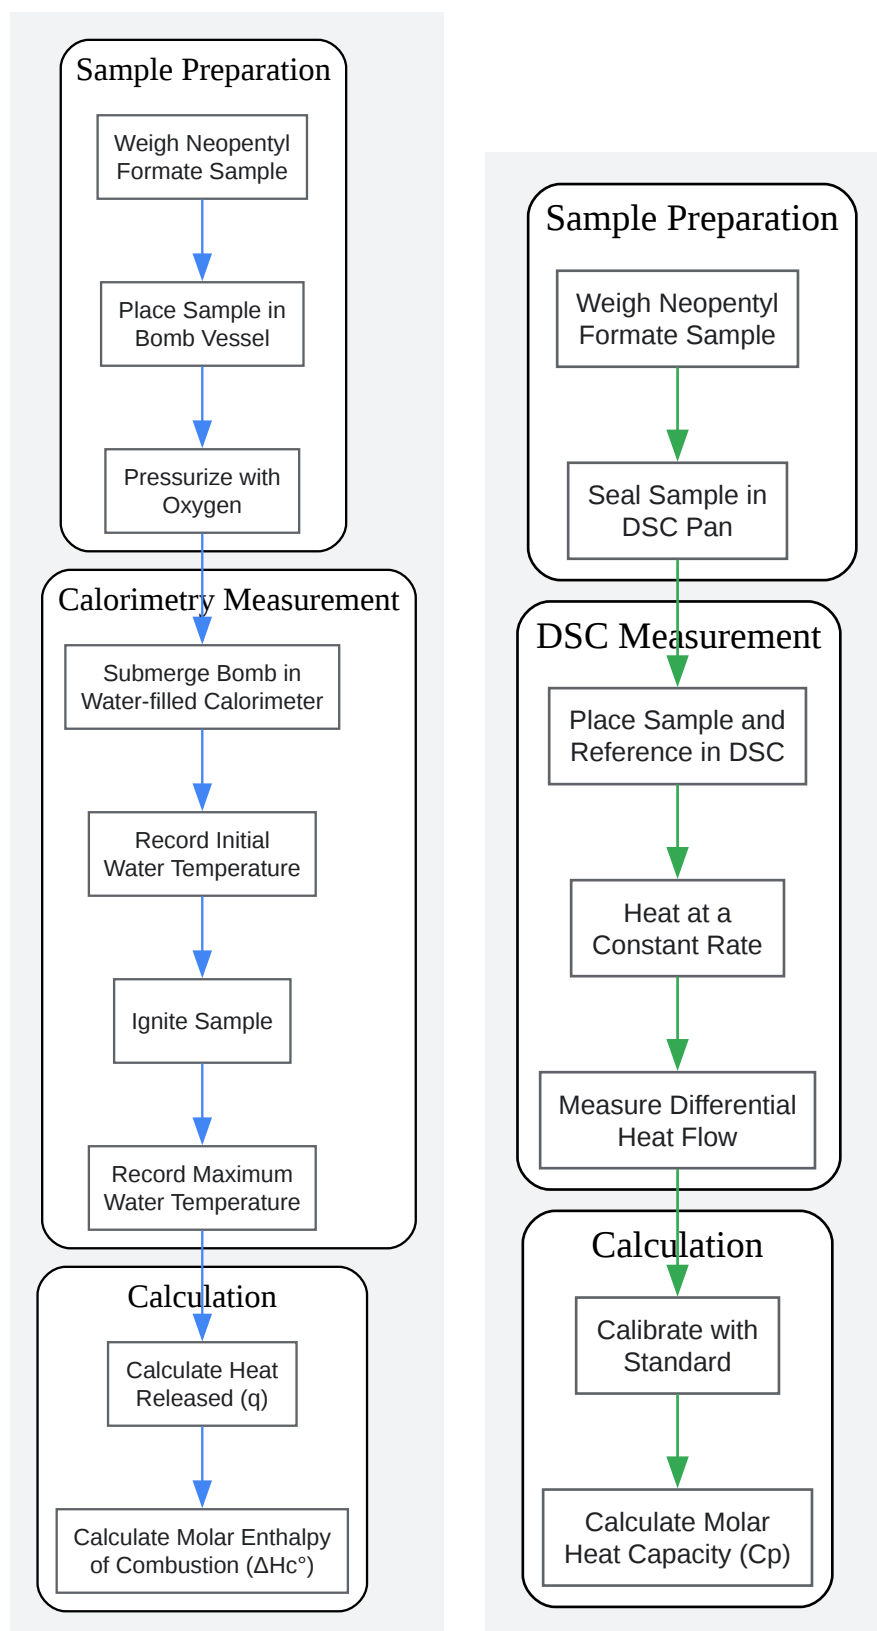 Sample Preparation
Weigh Neopentyl
Formate Sample
Place Sample in
Bomb Vessel
Pressurize with
Oxygen
Calorimetry Measurement
Submerge Bomb in
Water-filled Calorimeter
Record Initial
Water Temperature
Ignite Sample
Record Maximum
Water Temperature
Calculation
Calculate Heat
Released (q)
Calculate Molar Enthalpy
of Combustion (ΔHc°)
Sample Preparation
Weigh Neopentyl
Formate Sample
Seal Sample in
DSC Pan
DSC Measurement
Place Sample and
Reference in DSC
Heat at a
Constant Rate
Measure Differential
Heat Flow
Calculation
Calibrate with
Standard
Calculate Molar
Heat Capacity (Cp)